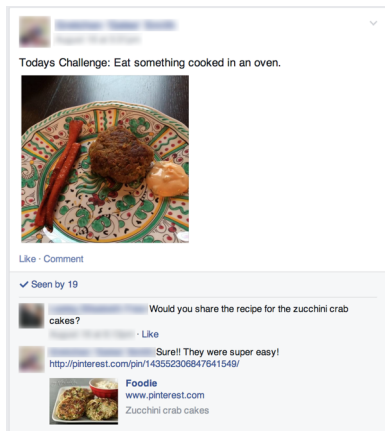 Todays Challenge: Eat something cooked in an oven.
Like · Comment
Seen by 19
Would you share the recipe for the zucchini crab
cakes?
· Like
Sure!! They were super easy!
http://pinterest.com/pin/143552306847641549/
Foodie
www.pinterest.com
Zucchini crab cakes